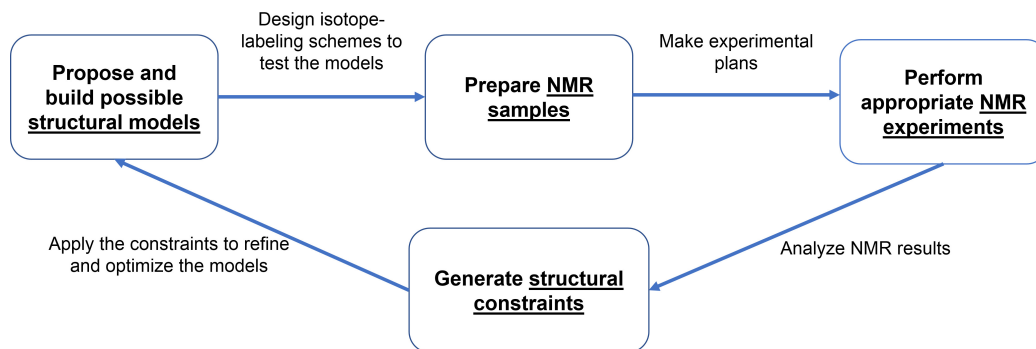 Design isotope-
labeling schemes to
test the models
Propose and
build possible
structural models
Prepare NMR
samples
Make experimental
plans
Perform
appropriate NMR
experiments
Apply the constraints to refine
and optimize the models
Generate structural
constraints
Analyze NMR results